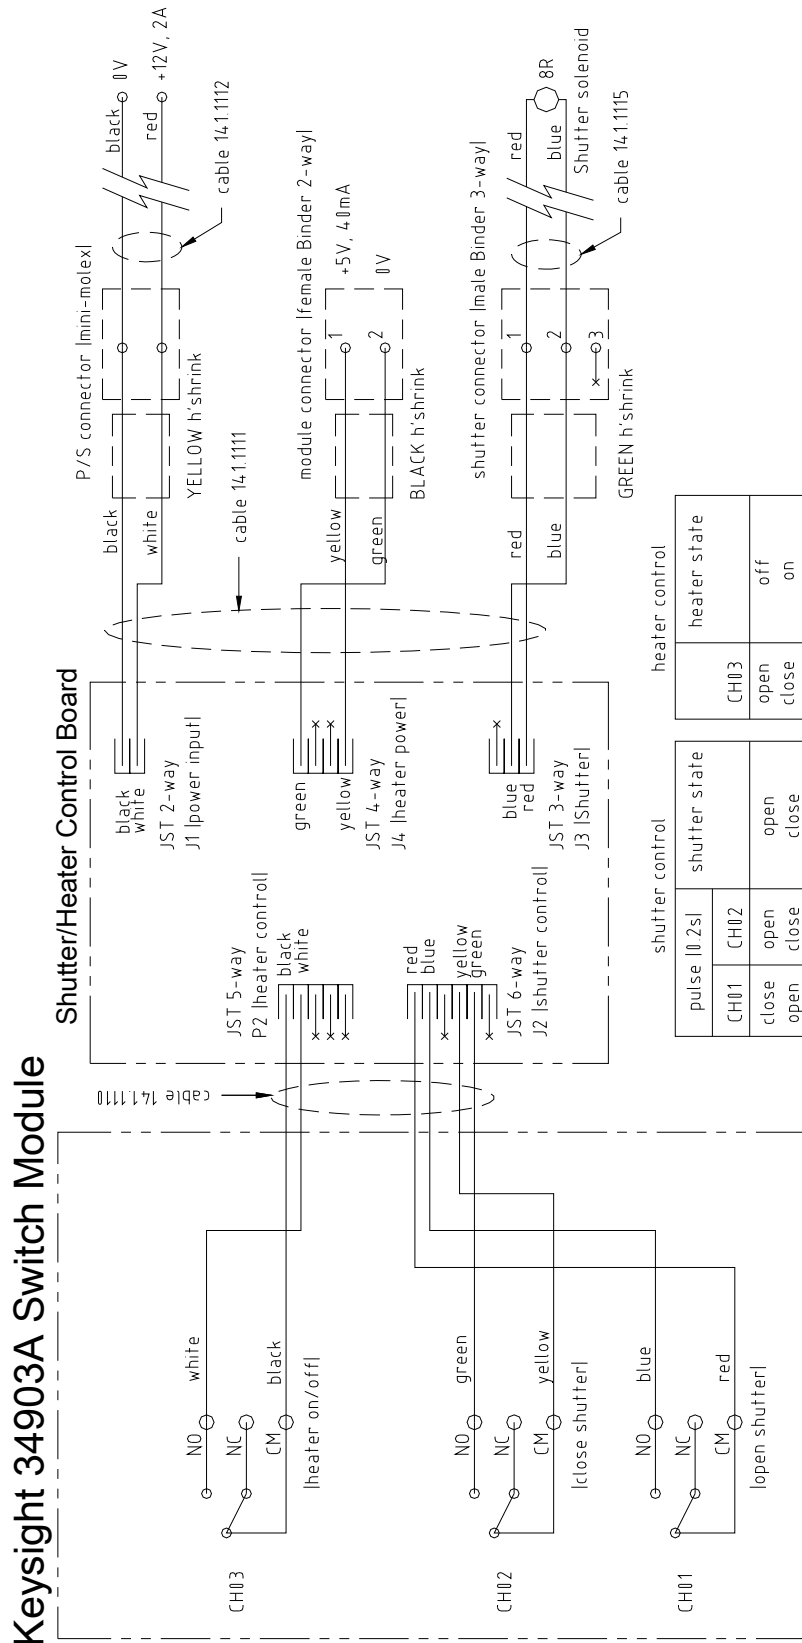 Keysight 34903A Switch Module
Shutter/Heater Control Board
CH03
NO
NC
CM
white
black
|heater on/off|
CH02
NO
NC
CM
green
yellow
|close shutter|
CH01
NO
NC
CM
blue
red
|open shutter|
cable 141.1110
JST 5-way
P2 |heater control|
black
white
red
blue
yellow
green
JST 6-way
J2 |shutter control|
black
white
JST 2-way
J1 |power input|
green
yellow
JST 4-way
J4 |heater power|
blue
red
JST 3-way
J3 |Shutter|
cable 141.1111
P/S connector |mini-molex|
black
white
YELLOW h'shrink
black
0V
red
+12V, 2A
cable 141.1112
module connector |female Binder 2-way|
yellow
green
1
2
+5V, 40mA
0V
BLACK h'shrink
shutter connector |male Binder 3-way|
red
blue
1
2
3
GREEN h'shrink
red
blue
8R
Shutter solenoid
cable 141.1115
shutter control
pulse |0.2s|
shutter state
CH01 CH02
close open open
open close close
heater control
CH03 heater state
open off
close on